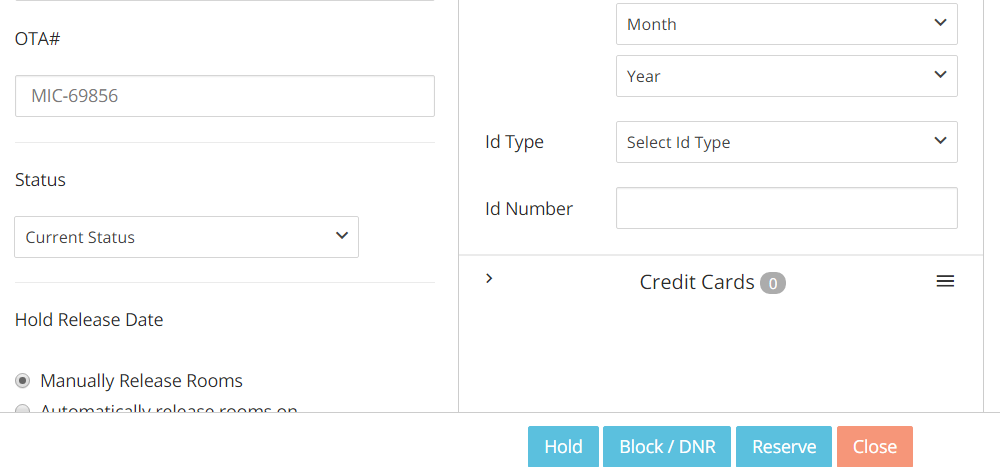 OTA#
MIC-69856
Status
Current Status
Hold Release Date
Manually Release Rooms
Automatically release rooms on
Month
Year
Id Type
Select Id Type
Id Number
Credit Cards 0
Hold
Block / DNR
Reserve
Close